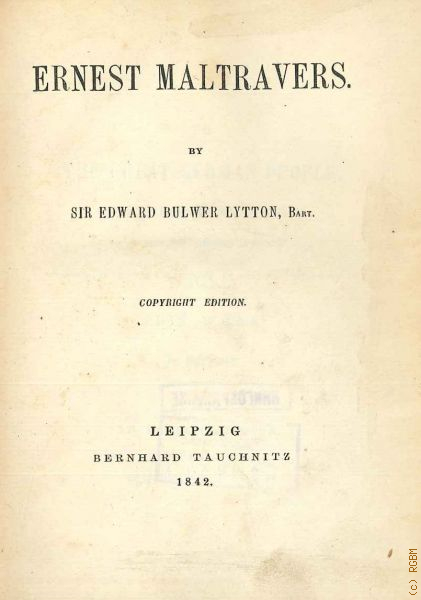 ERNEST MALTRAVERS.
BY
SIR EDWARD BULWER LYTTON, BART.
COPYRIGHT EDITION.
LEIPZIG
BERNHARD TAUCHNITZ
1842.
(c) RGBM